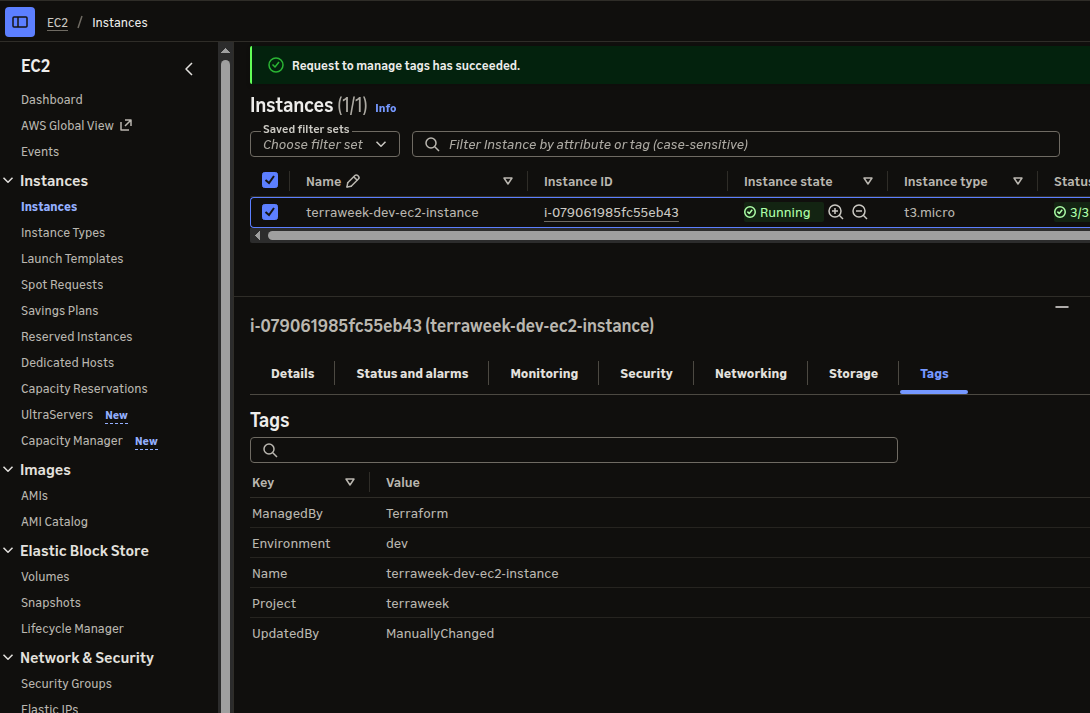 EC2 / Instances
EC2
Dashboard
AWS Global View
Events
Instances
Instances
Instance Types
Launch Templates
Spot Requests
Savings Plans
Reserved Instances
Dedicated Hosts
Capacity Reservations
UltraServers New
Capacity Manager New
Images
AMIs
AMI Catalog
Elastic Block Store
Volumes
Snapshots
Lifecycle Manager
Network & Security
Security Groups
Elastic IPs
Request to manage tags has succeeded.
Instances (1/1) Info
Saved filter sets
Choose filter set
Filter Instance by attribute or tag (case-sensitive)
Name Instance ID Instance state Instance type Status
terraweek-dev-ec2-instance i-079061985fc55eb43 Running t3.micro 3/3
i-079061985fc55eb43 (terraweek-dev-ec2-instance)
Details Status and alarms Monitoring Security Networking Storage Tags
Tags
Key Value
ManagedBy Terraform
Environment dev
Name terraweek-dev-ec2-instance
Project terraweek
UpdatedBy ManuallyChanged